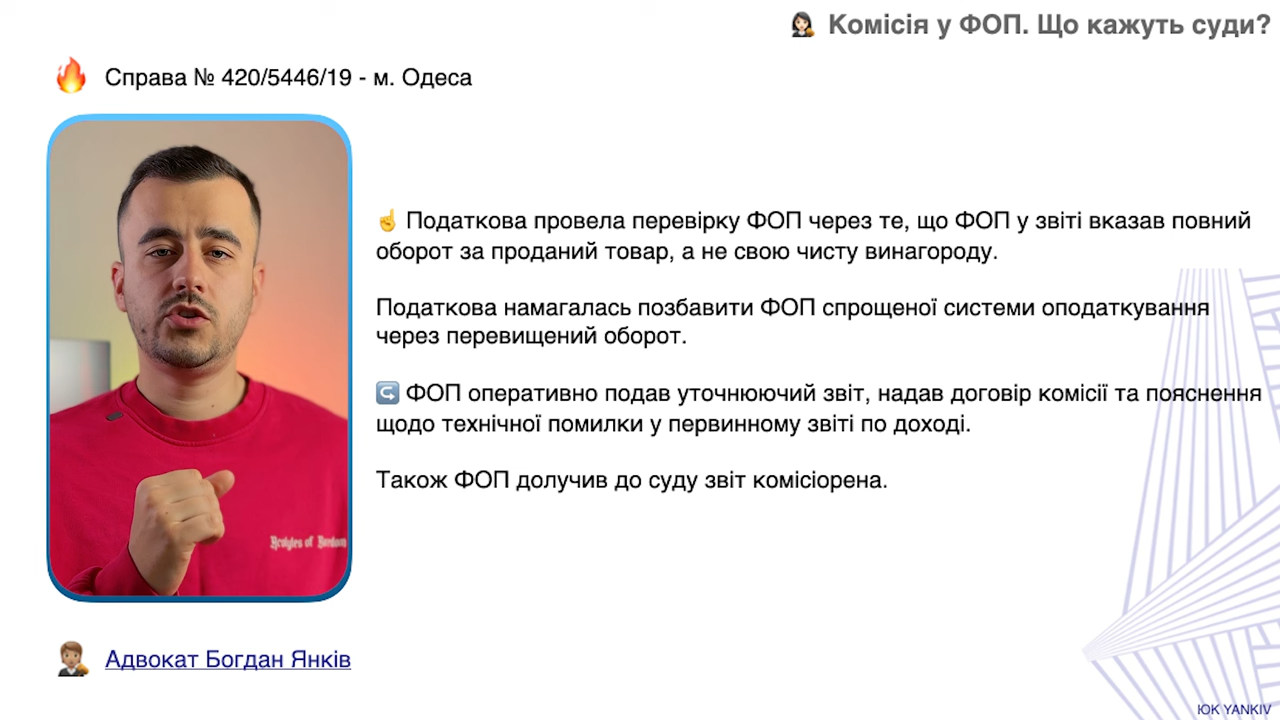 Комісія у ФОП. Що кажуть суди?
Справа № 420/5446/19 - м. Одеса
Податкова провела перевірку ФОП через те, що ФОП у звіті вказав повний
оборот за проданий товар, а не свою чисту винагороду.
Податкова намагалась позбавити ФОП спрощеної системи оподаткування
через перевищений оборот.
ФОП оперативно подав уточнюючий звіт, надав договір комісії та пояснення
щодо технічної помилки у первинному звіті по доході.
Також ФОП долучив до суду звіт комісіорена.
Адвокат Богдан Янків
ЮК YANKIV